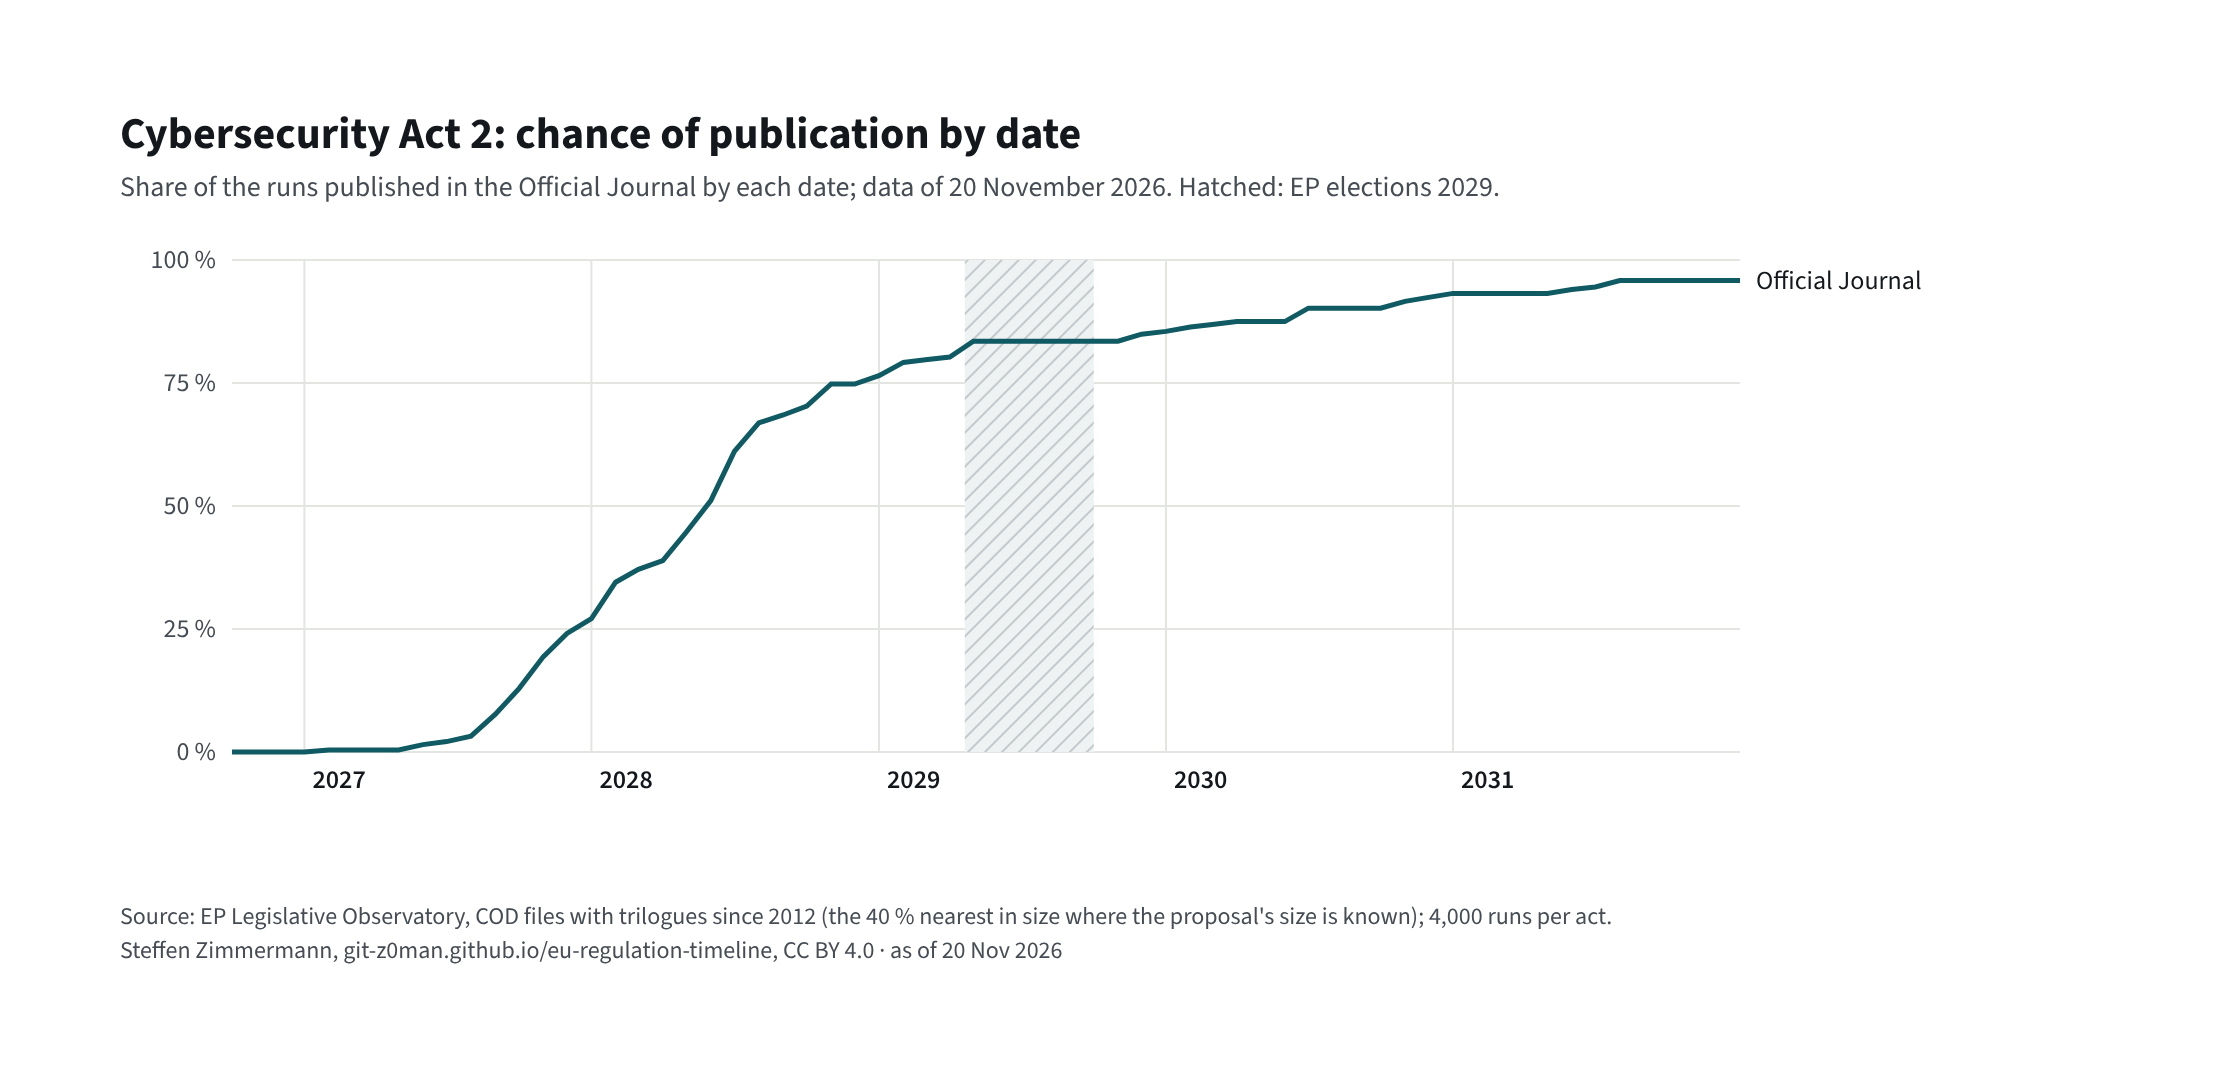 Cybersecurity Act 2: chance of publication by date
Share of the runs published in the Official Journal by each date; data of 20 November 2026. Hatched: EP elections 2029.
100 %
Official Journal
75 %
50 %
25 %
0 %
2027
2028
2029
2030
2031
Source: EP Legislative Observatory, COD files with trilogues since 2012 (the 40 % nearest in size where the proposal's size is known); 4,000 runs per act.
Steffen Zimmermann, git-z0man.github.io/eu-regulation-timeline, CC BY 4.0 · as of 20 Nov 2026